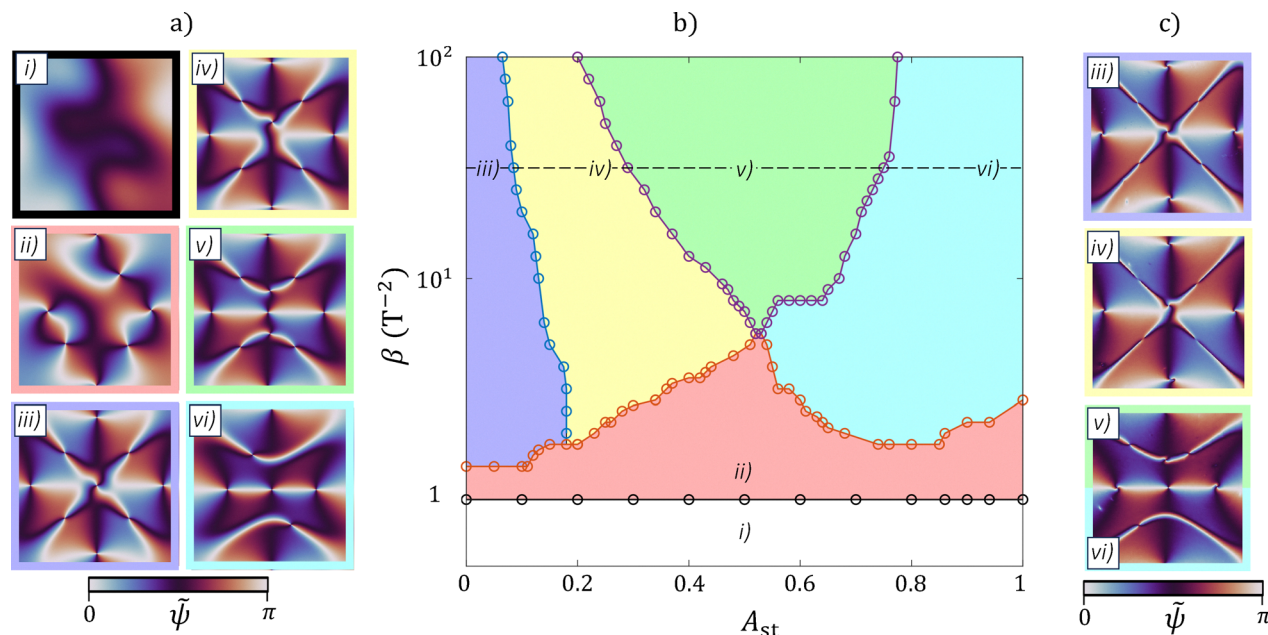 a)
i)
iv)
ii)
v)
iii)
vi)
0 ψ̃ π
b)
10²
iii) iv) v) vi)
β (T⁻²)
10¹
ii)
1
i)
0 0.2 0.4 0.6 0.8 1
A_st
c)
iii)
iv)
v)
vi)
0 ψ̃ π